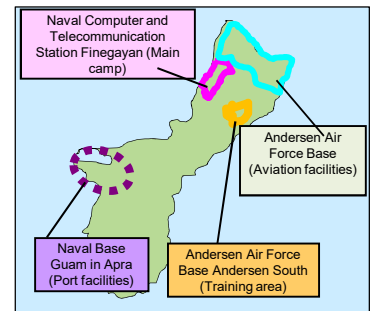 Naval Computer and
Telecommunication
Station Finegayan (Main
camp)
Andersen Air
Force Base
(Aviation facilities)
Naval Base
Guam in Apra
(Port facilities)
Andersen Air Force
Base Andersen South
(Training area)